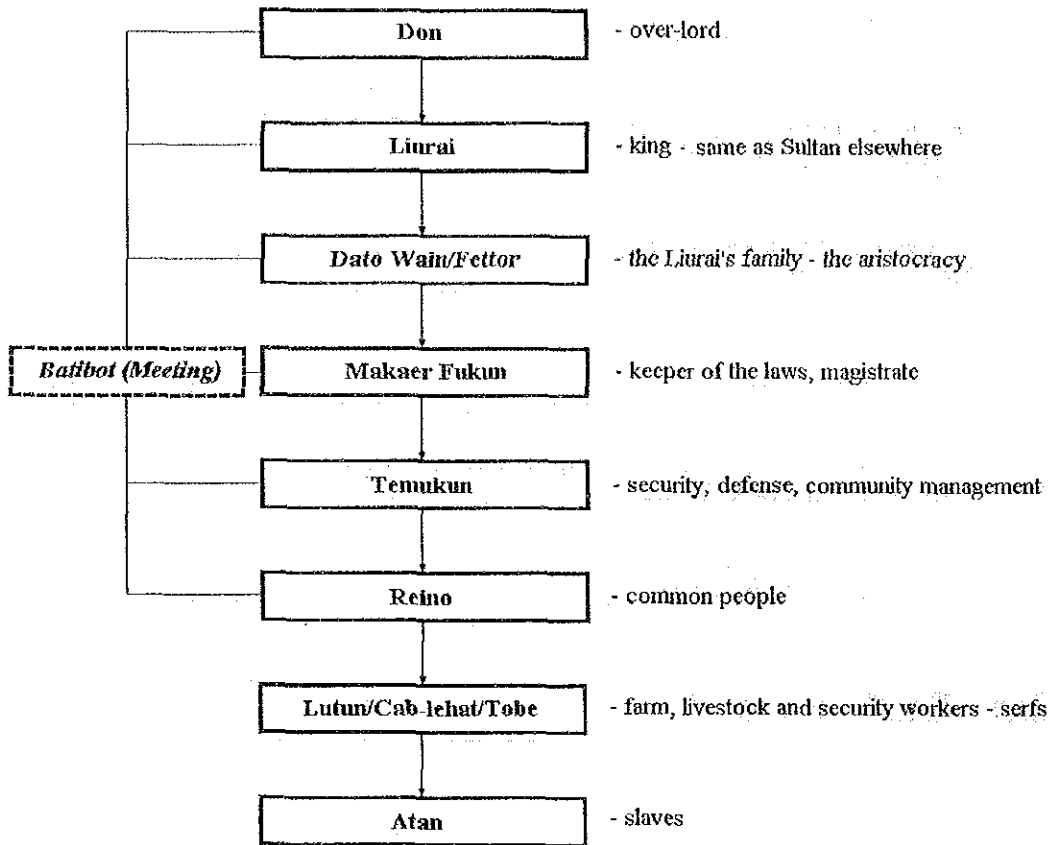 Don - over-lord
Liurai - king - same as Sultan elsewhere
Dato Wain/Fettor - the Liurai's family - the aristocracy
Batibot (Meeting) Makaer Fukun - keeper of the laws, magistrate
Temukun - security, defense, community management
Reino - common people
Lutun/Cab-lehat/Tobe - farm, livestock and security workers - serfs
Atan - slaves